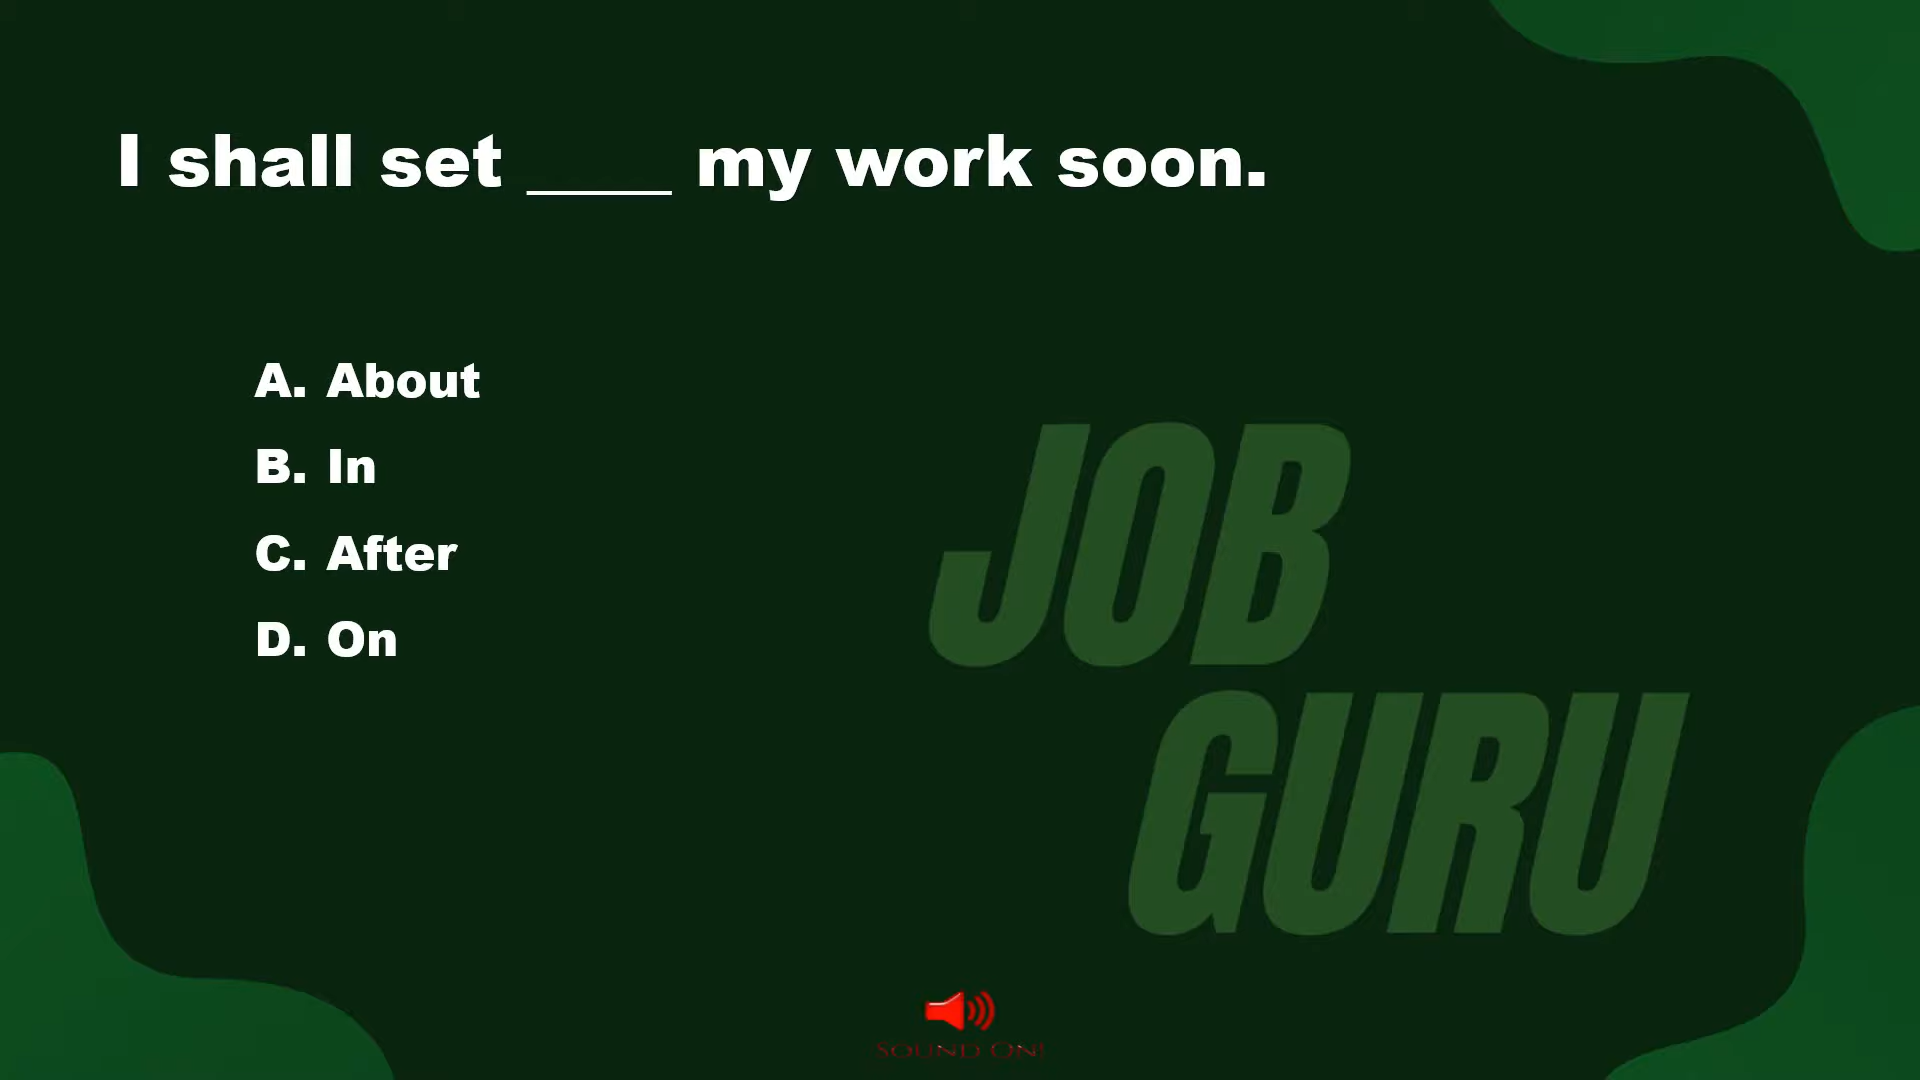 I shall set ____ my work soon.
A. About
B. In
C. After
D. On
JOB
GURU
SOUND ON!